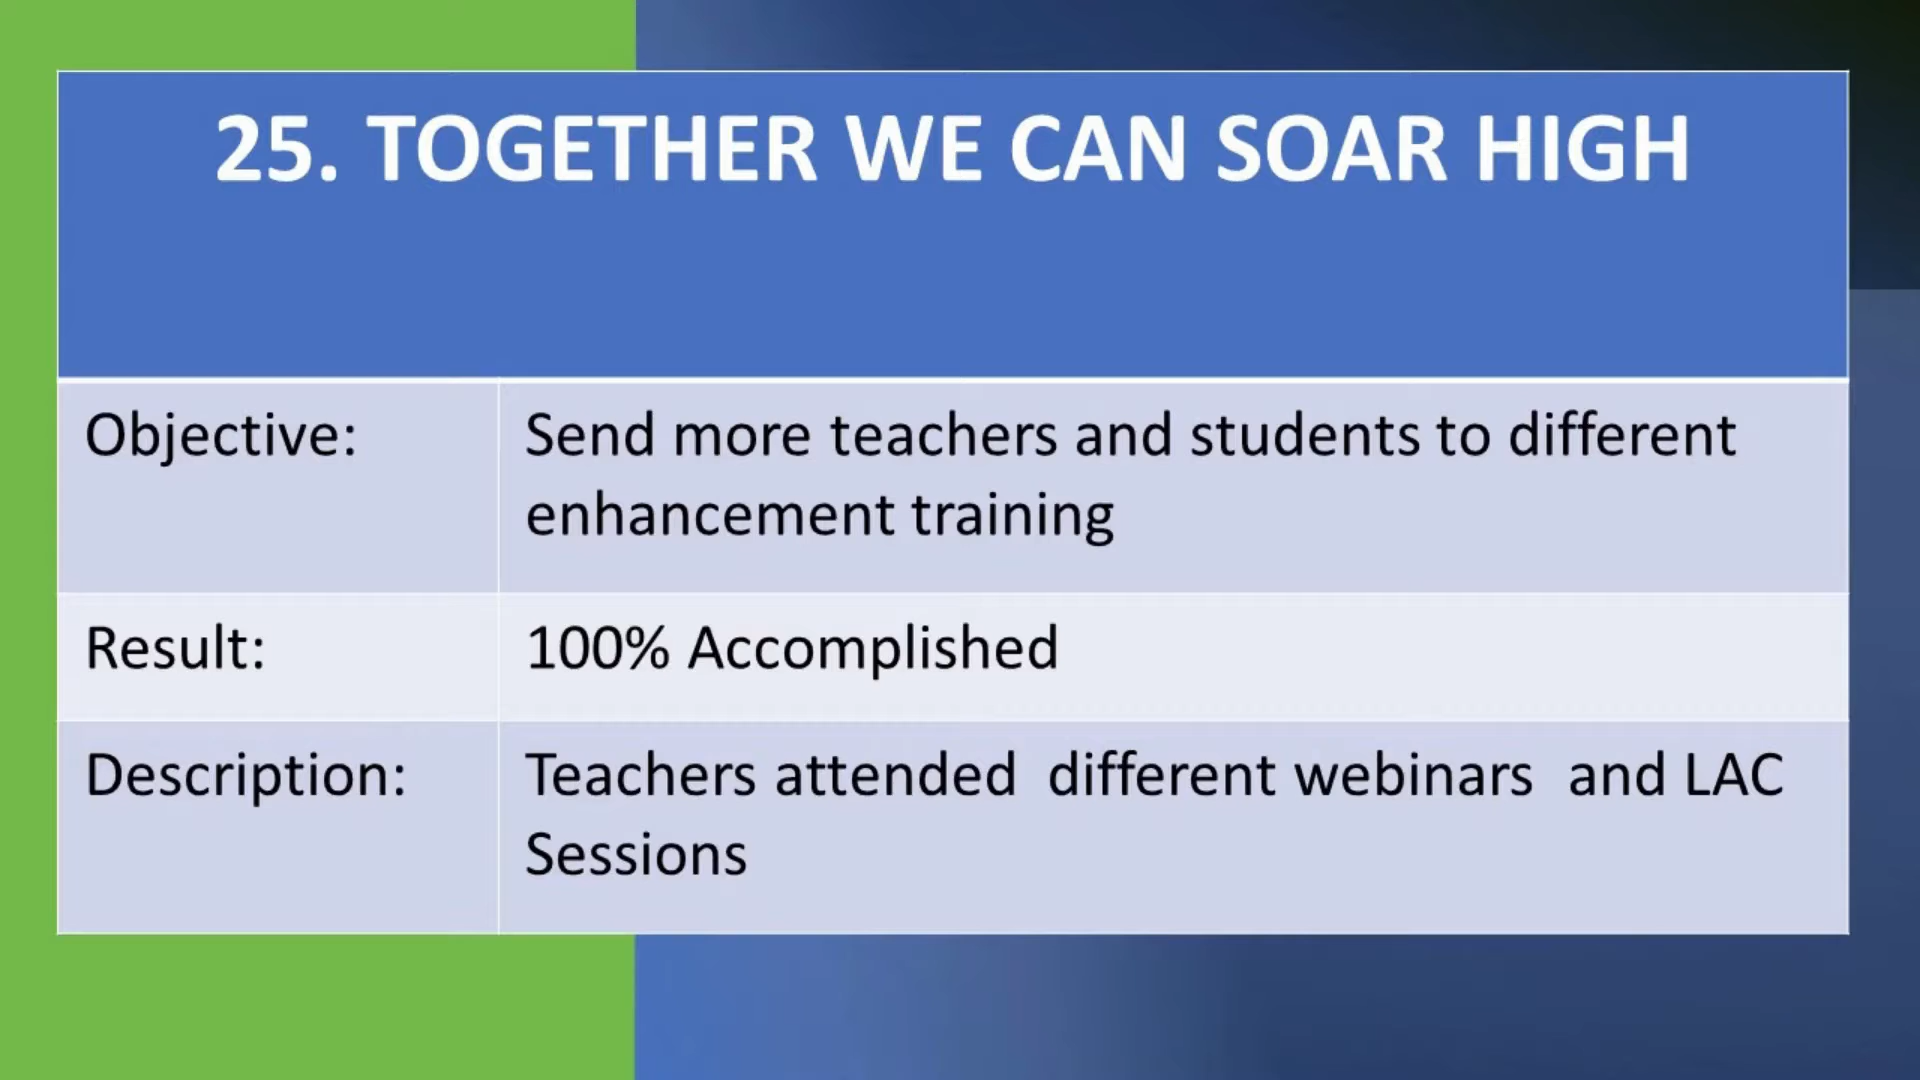 25. TOGETHER WE CAN SOAR HIGH
Objective:
Send more teachers and students to different
enhancement training
Result:
100% Accomplished
Description:
Teachers attended  different webinars  and LAC
Sessions